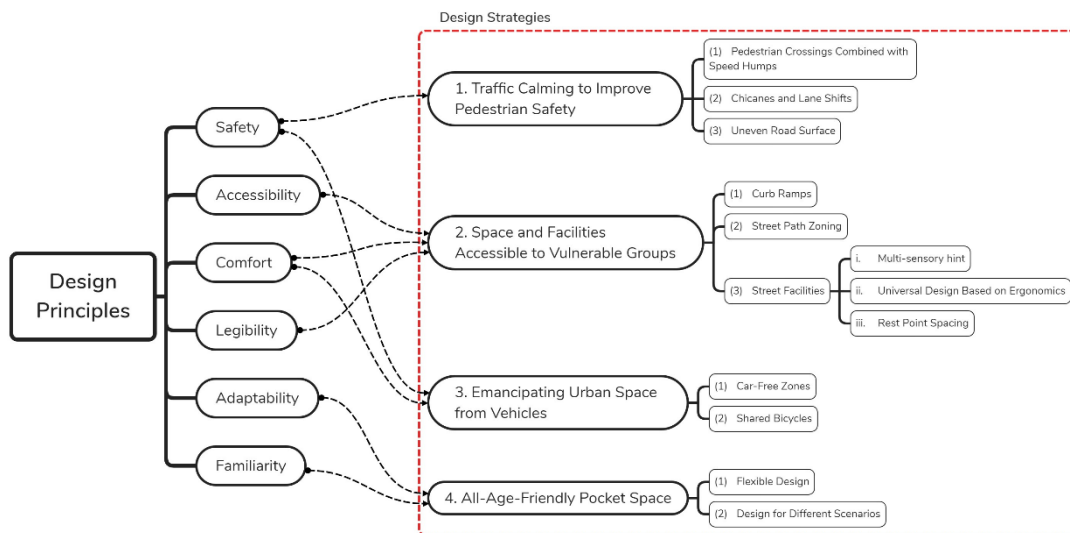 Design Strategies
Design
Principles
Safety
Accessibility
Comfort
Legibility
Adaptability
Familiarity
1. Traffic Calming to Improve
Pedestrian Safety
(1) Pedestrian Crossings Combined with
Speed Humps
(2) Chicanes and Lane Shifts
(3) Uneven Road Surface
2. Space and Facilities
Accessible to Vulnerable Groups
(1) Curb Ramps
(2) Street Path Zoning
(3) Street Facilities
i. Multi-sensory hint
ii. Universal Design Based on Ergonomics
iii. Rest Point Spacing
3. Emancipating Urban Space
from Vehicles
(1) Car-Free Zones
(2) Shared Bicycles
4. All-Age-Friendly Pocket Space
(1) Flexible Design
(2) Design for Different Scenarios